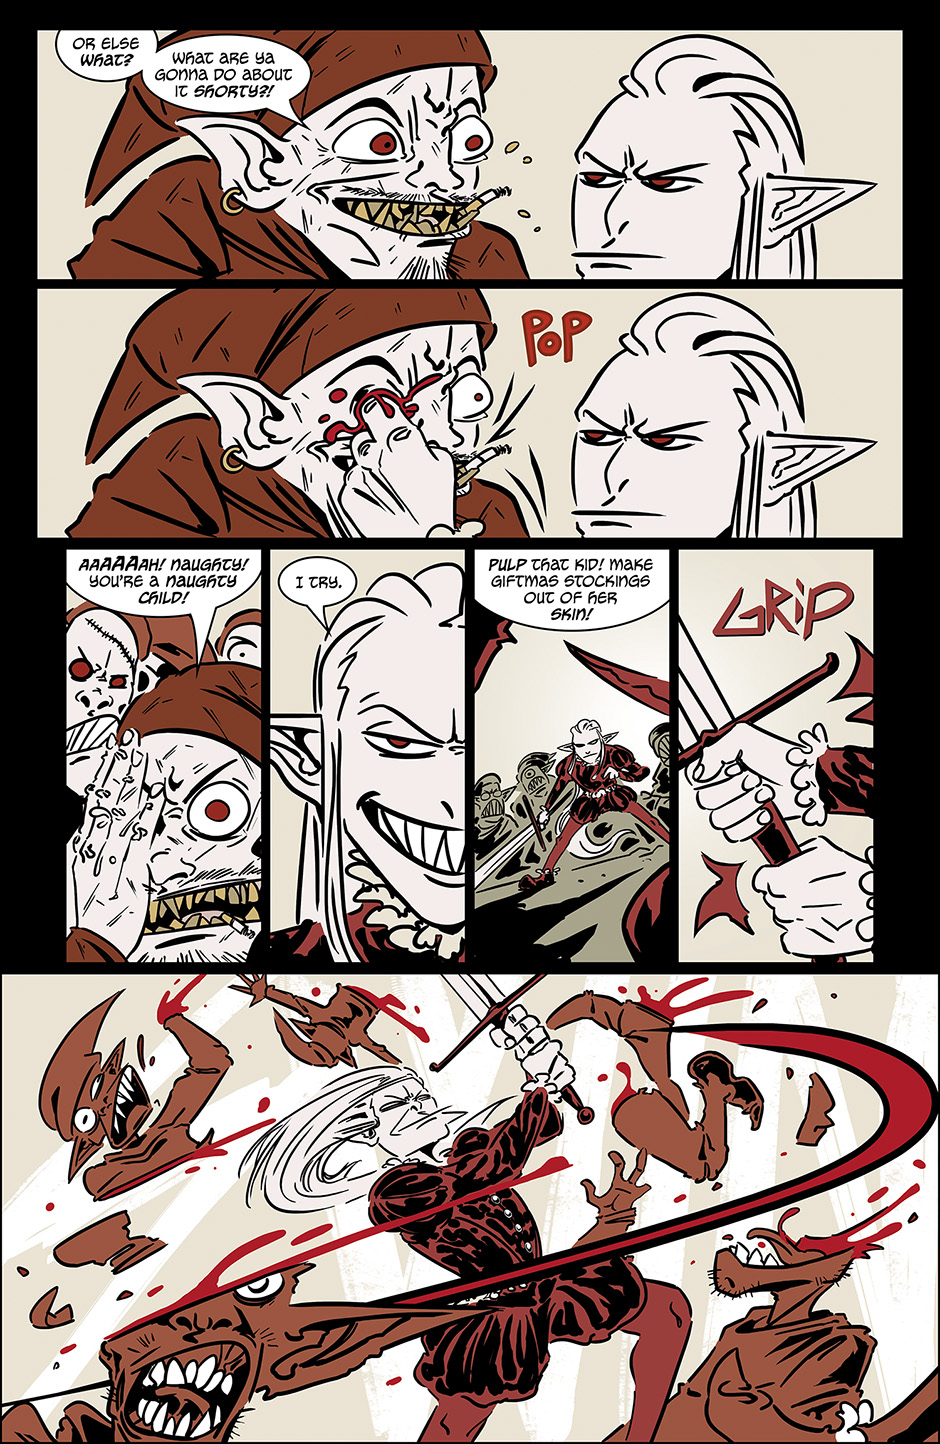 OR ELSE
WHAT?
WHAT ARE YA
GONNA DO ABOUT
IT SHORTY?!
POP
AAAAAAH! NAUGHTY!
YOU'RE A NAUGHTY
CHILD!
I TRY.
PULP THAT KID! MAKE
GIFTMAS STOCKINGS
OUT OF HER
SKIN!
GRIP